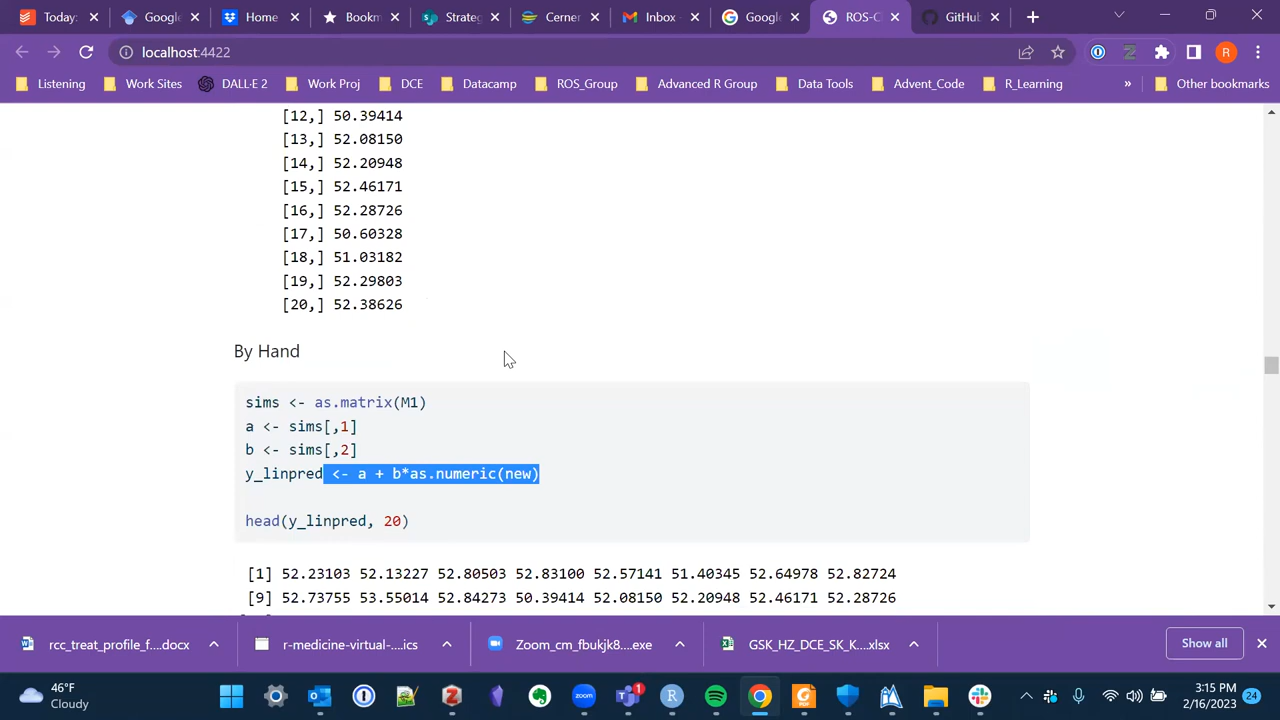 Today:
Google
Home
Bookm
Strateg
Cerner
Inbox -
Google
ROS-C
GitHub
localhost:4422
R
Listening
Work Sites
DALL·E 2
Work Proj
DCE
Datacamp
ROS_Group
Advanced R Group
Data Tools
Advent_Code
R_Learning
»
Other bookmarks
[12,] 50.39414
[13,] 52.08150
[14,] 52.20948
[15,] 52.46171
[16,] 52.28726
[17,] 50.60328
[18,] 51.03182
[19,] 52.29803
[20,] 52.38626
By Hand
sims <- as.matrix(M1)
a <- sims[,1]
b <- sims[,2]
y_linpred <- a + b*as.numeric(new)
head(y_linpred, 20)
[1] 52.23103 52.13227 52.80503 52.83100 52.57141 51.40345 52.64978 52.82724
[9] 52.73755 53.55014 52.84273 50.39414 52.08150 52.20948 52.46171 52.28726
rcc_treat_profile_f....docx
r-medicine-virtual-....ics
Zoom_cm_fbukjk8....exe
GSK_HZ_DCE_SK_K....xlsx
Show all
46°F
Cloudy
zoom
1
R
3:15 PM
2/16/2023
24